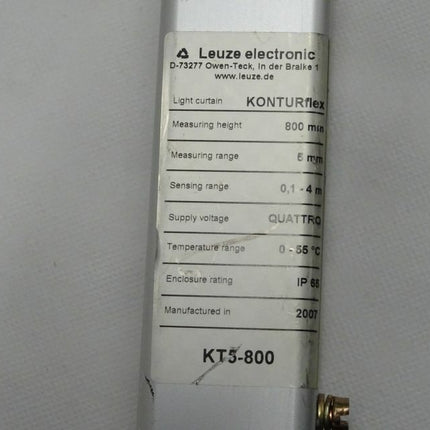 Leuze electronic
D-73277 Owen-Teck, In der Braike 1
www.leuze.de
Light curtain KONTURflex
Measuring height 800 mm
Measuring range 5 mm
Sensing range 0,1 - 4 m
Supply voltage QUATTRO
Temperature range 0 - 55 °C
Enclosure rating IP 65
Manufactured in 2007
KT5-800